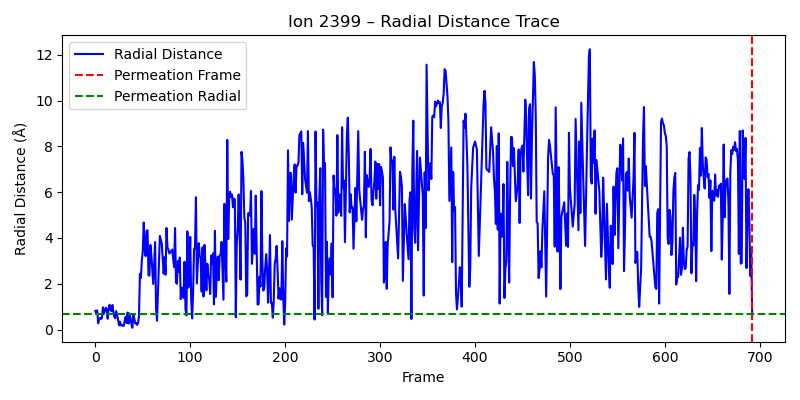 Ion 2399 – Radial Distance Trace
Radial Distance
Permeation Frame
Permeation Radial
Radial Distance (Å)
12
10
8
6
4
2
0
0 100 200 300 400 500 600 700
Frame